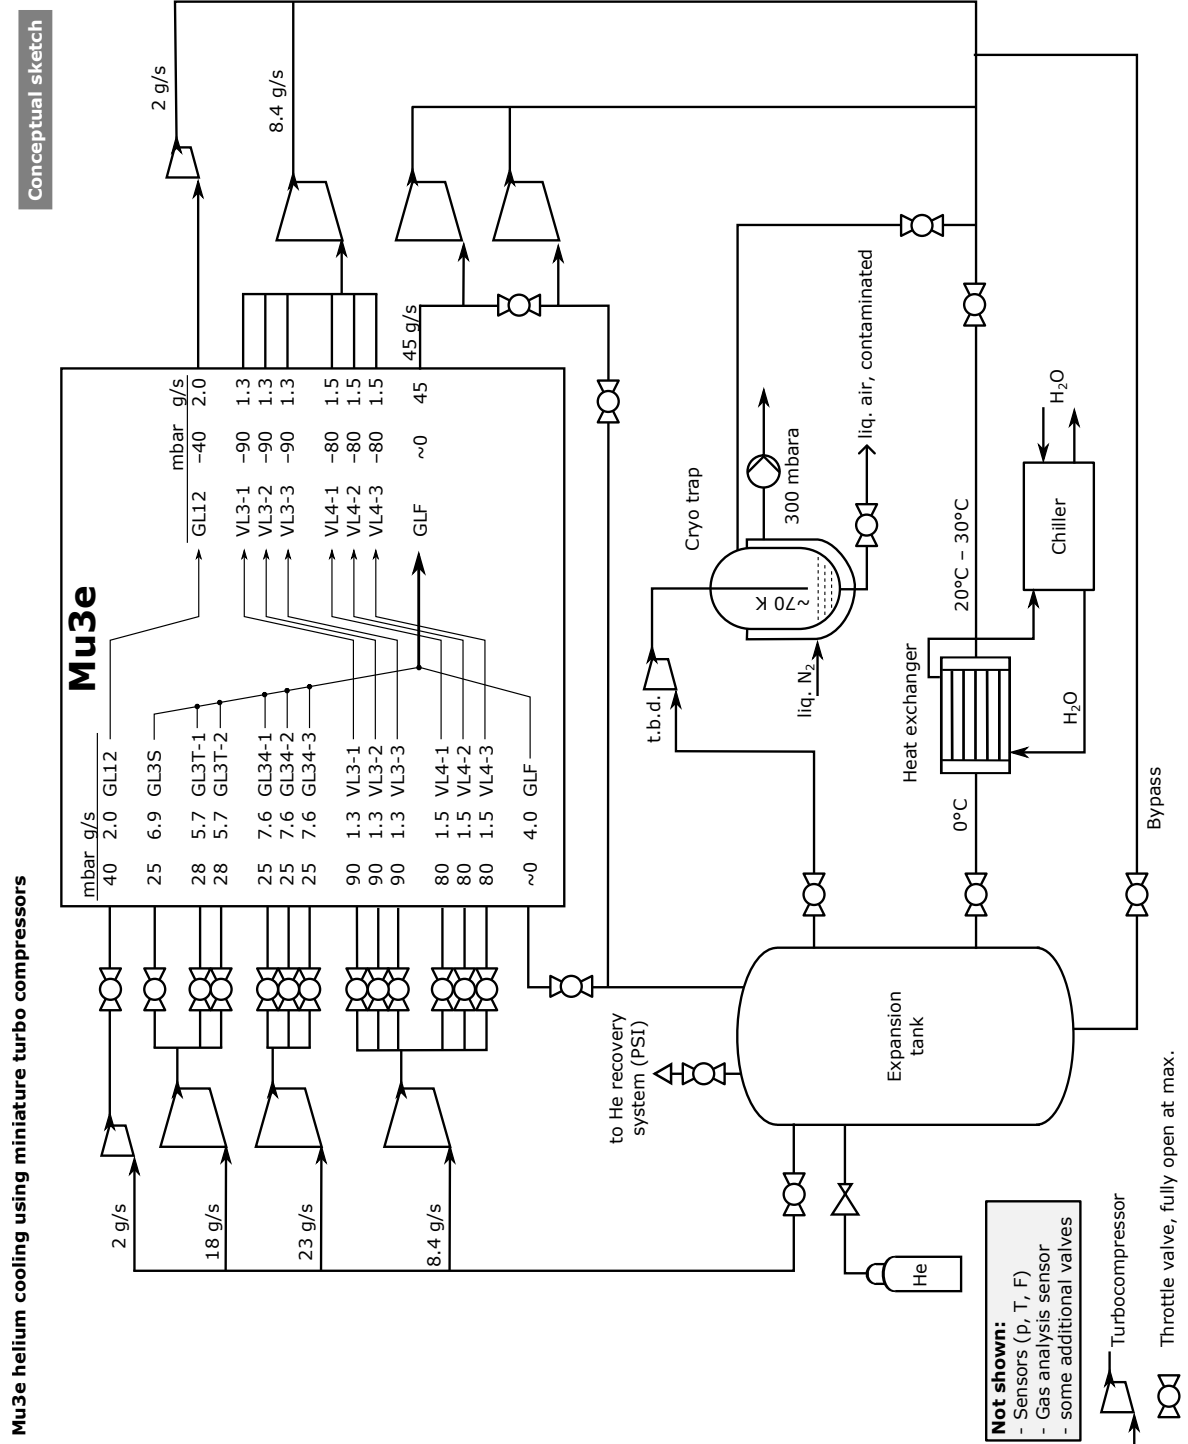 Mu3e helium cooling using miniature turbo compressors
Conceptual sketch
Mu3e
mbar g/s
40 2.0 GL12
25 6.9 GL3S
28 5.7 GL3T-1
28 5.7 GL3T-2
25 7.6 GL34-1
25 7.6 GL34-2
25 7.6 GL34-3
90 1.3 VL3-1
90 1.3 VL3-2
90 1.3 VL3-3
80 1.5 VL4-1
80 1.5 VL4-2
80 1.5 VL4-3
~0 4.0 GLF
mbar g/s
GL12 −40 2.0
VL3-1 −90 1.3
VL3-2 −90 1.3
VL3-3 −90 1.3
VL4-1 −80 1.5
VL4-2 −80 1.5
VL4-3 −80 1.5
GLF ~0 45
2 g/s
18 g/s
23 g/s
8.4 g/s
2 g/s
8.4 g/s
45 g/s
to He recovery
system (PSI)
t.b.d.
Cryo trap
~70 K
liq. N₂
300 mbara
liq. air, contaminated
Expansion
tank
He
0°C
Heat exchanger
20°C − 30°C
H₂O
Chiller
H₂O
Bypass
Not shown:
- Sensors (p, T, F)
- Gas analysis sensor
- some additional valves
Turbocompressor
Throttle valve, fully open at max.